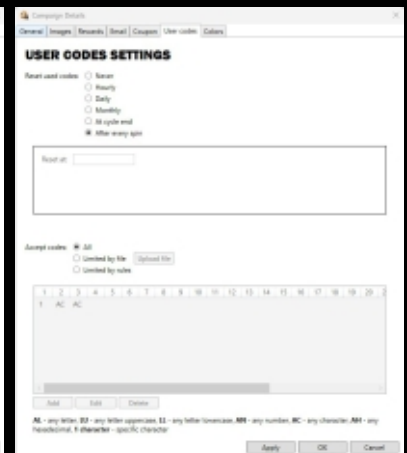 Campaign Details
General Images Rewards Email Coupon User codes Colors
USER CODES SETTINGS
Reset used codes: Never
Hourly
Daily
Monthly
At cycle end
After every spin
Reset at:
Accept codes: All
Limited by file Upload file
Limited by rules
1 2 3 4 5 6 7 8 9 10 11 12 13 14 15 16 17 18 19 20 2
1 AC AC
Add Edit Delete
AL - any letter, LU - any letter uppercase, LL - any letter lowercase, AN - any number, AC - any character, AH - any
hexadecimal, 1 character - specific character
Apply OK Cancel